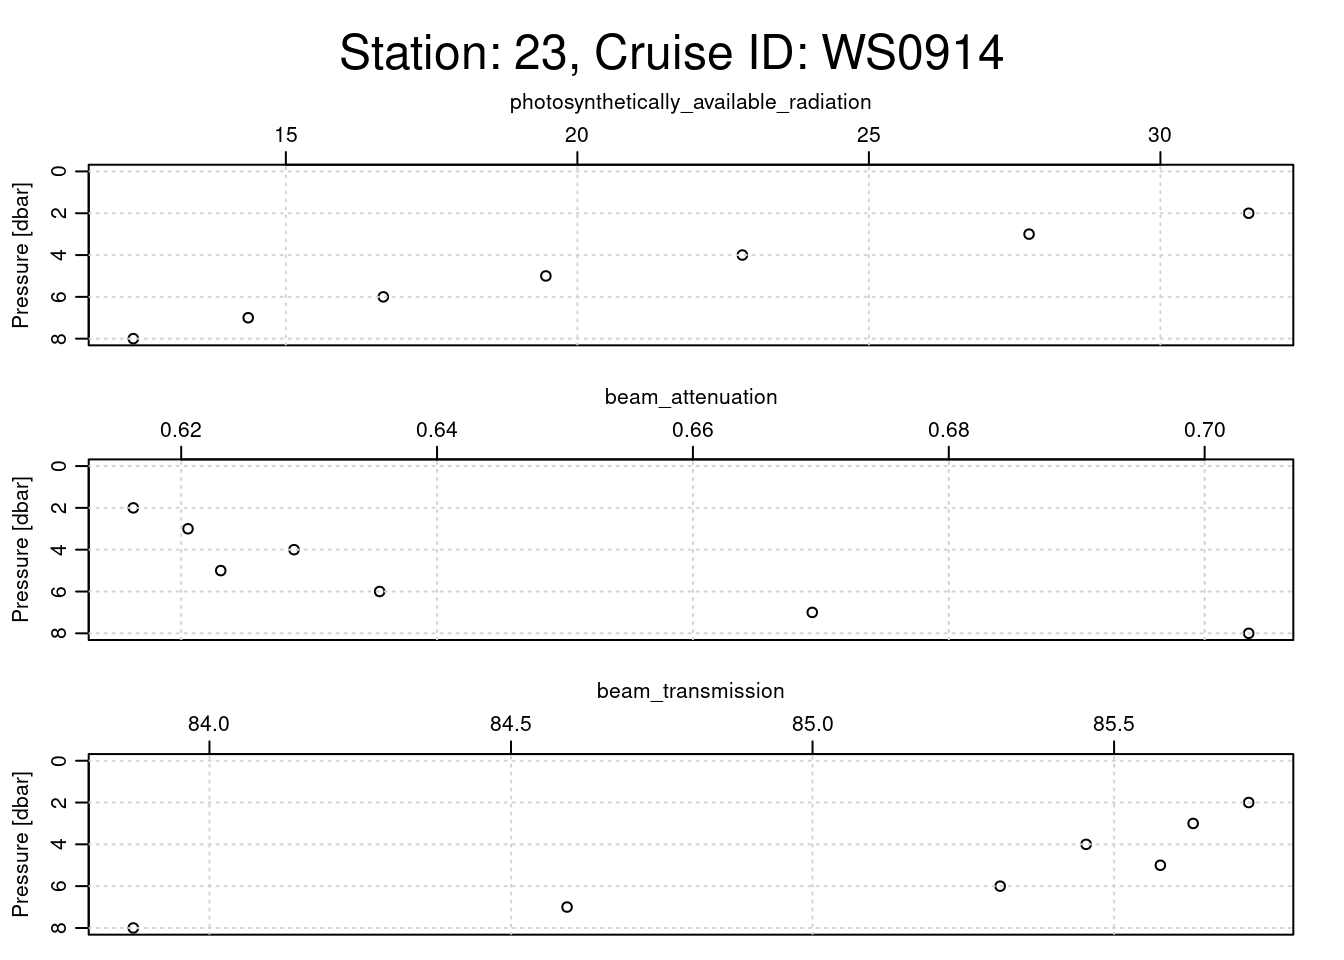 Station: 23, Cruise ID: WS0914
photosynthetically_available_radiation
15 20 25 30
Pressure [dbar]
0
2
4
6
8
beam_attenuation
0.62 0.64 0.66 0.68 0.70
Pressure [dbar]
0
2
4
6
8
beam_transmission
84.0 84.5 85.0 85.5
Pressure [dbar]
0
2
4
6
8